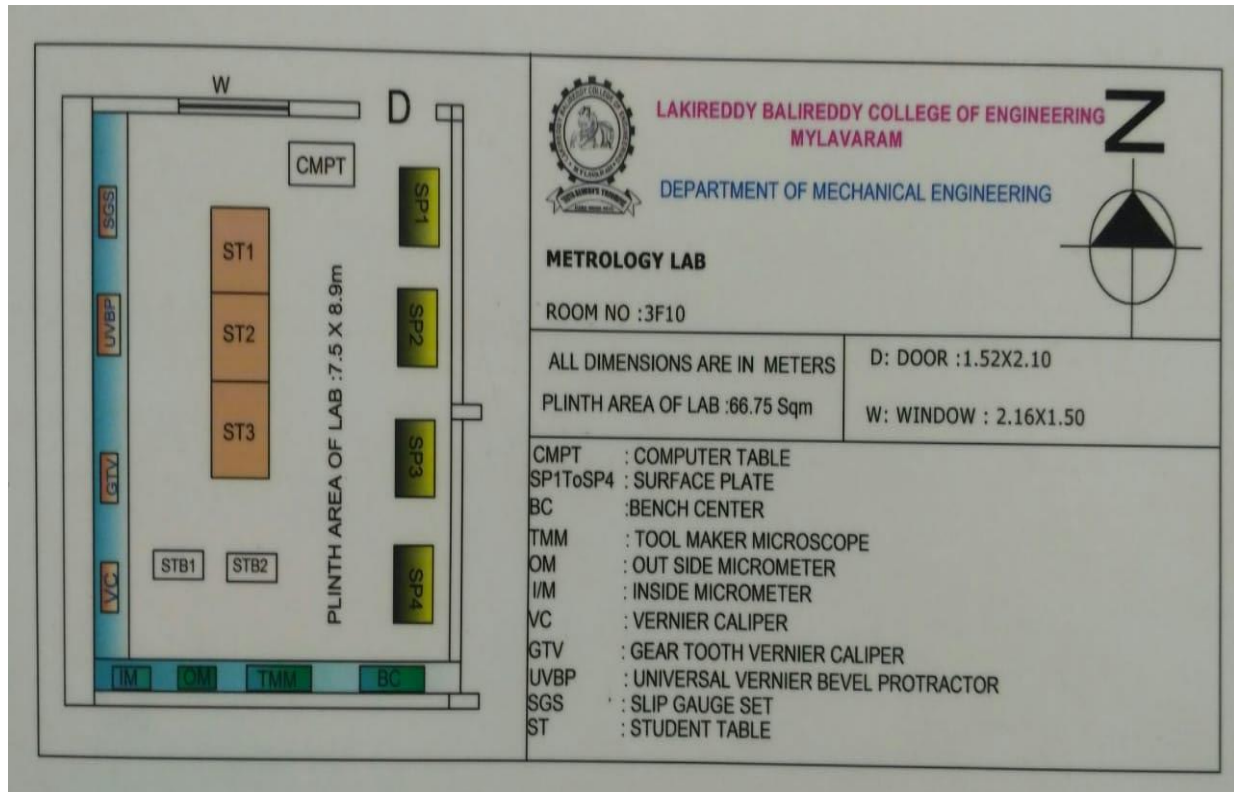 W
D
CMPT
SGS
SP1
ST1
UVBP
ST2
SP2
PLINTH AREA OF LAB :7.5 X 8.9m
ST3
GTV
SP3
VC
STB1
STB2
SP4
IM
OM
TMM
BC
LAKIREDDY BALIREDDY COLLEGE OF ENGINEERING
MYLAVARAM
N
DEPARTMENT OF MECHANICAL ENGINEERING
METROLOGY LAB
ROOM NO :3F10
ALL DIMENSIONS ARE IN METERS
PLINTH AREA OF LAB :66.75 Sqm
D: DOOR :1.52X2.10
W: WINDOW : 2.16X1.50
CMPT : COMPUTER TABLE
SP1ToSP4 : SURFACE PLATE
BC :BENCH CENTER
TMM : TOOL MAKER MICROSCOPE
OM : OUT SIDE MICROMETER
I/M : INSIDE MICROMETER
VC : VERNIER CALIPER
GTV : GEAR TOOTH VERNIER CALIPER
UVBP : UNIVERSAL VERNIER BEVEL PROTRACTOR
SGS : SLIP GAUGE SET
ST : STUDENT TABLE